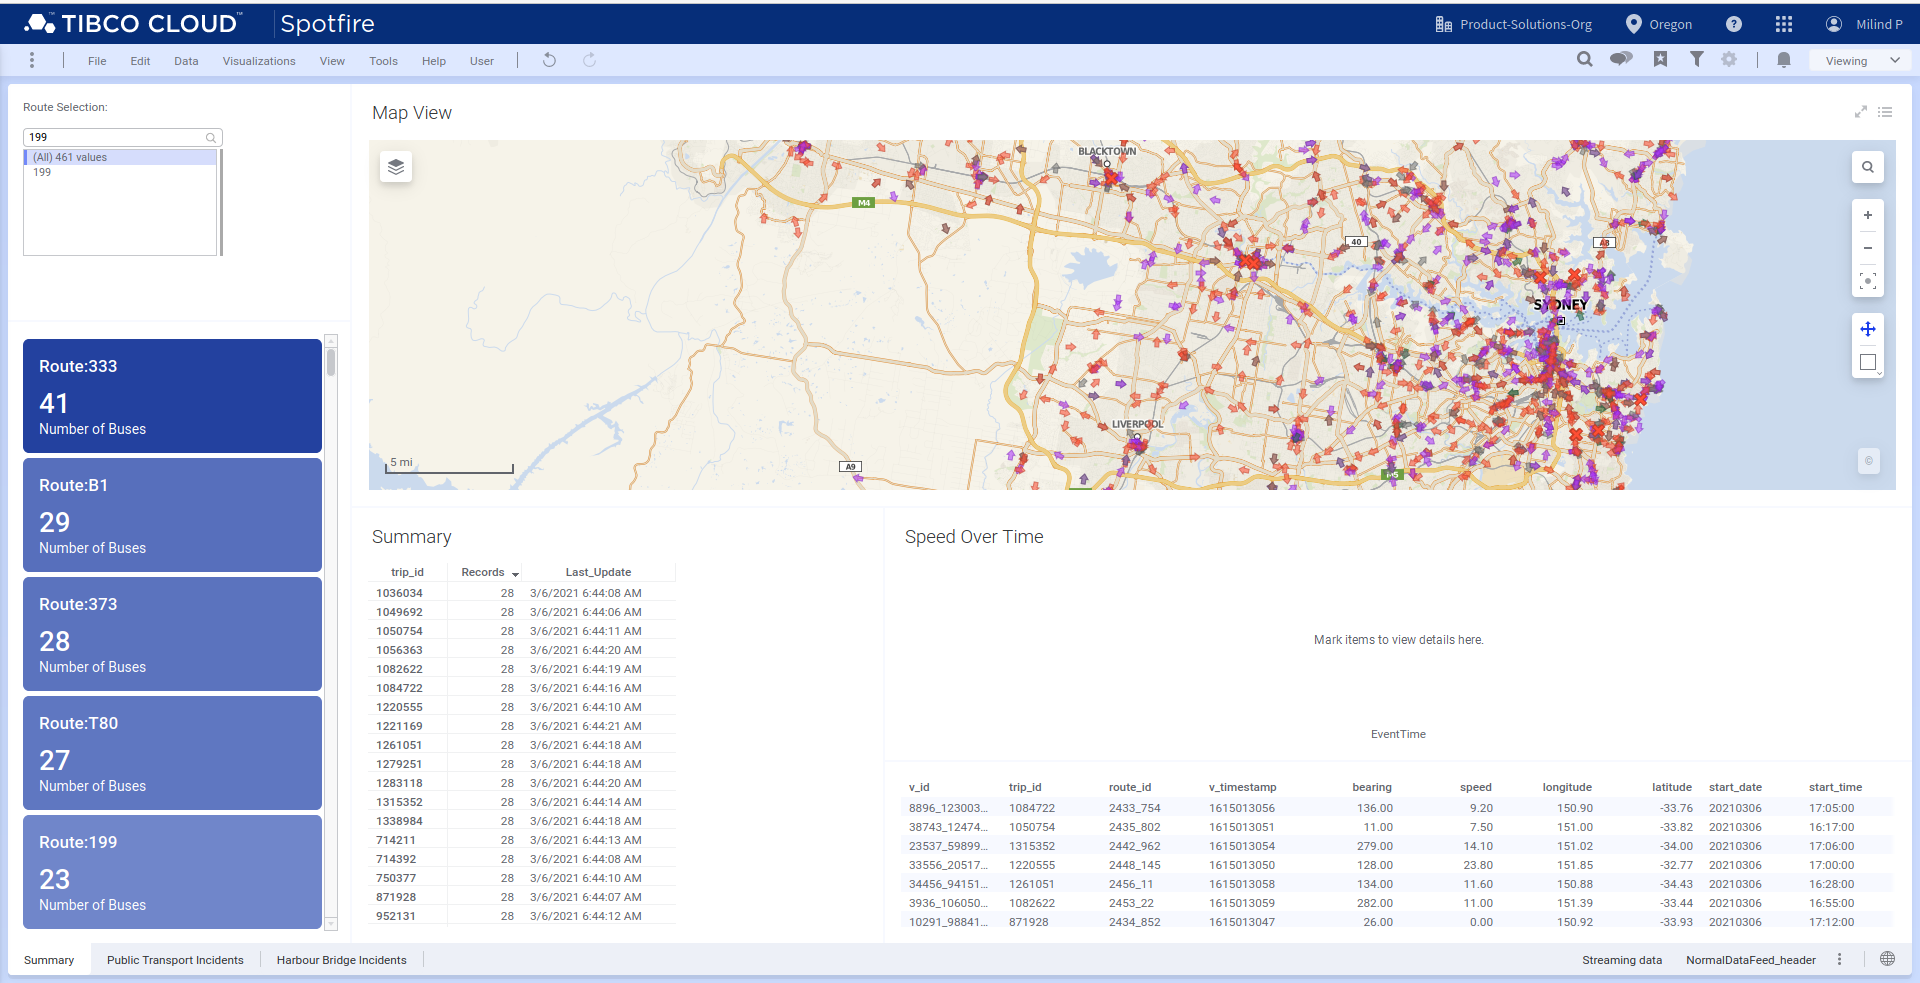 TIBCO CLOUD™ Spotfire
Product-Solutions-Org Oregon ? Milind P
File Edit Data Visualizations View Tools Help User Viewing
Route Selection:
199
(All) 461 values
199
Route:333
41
Number of Buses
Route:B1
29
Number of Buses
Route:373
28
Number of Buses
Route:T80
27
Number of Buses
Route:199
23
Number of Buses
Map View
BLACKTOWN
M4
40
A8
SYDNEY
LIVERPOOL
A9
5 mi
+
−
©
Summary
trip_id Records Last_Update
1036034 28 3/6/2021 6:44:08 AM
1049692 28 3/6/2021 6:44:06 AM
1050754 28 3/6/2021 6:44:11 AM
1056363 28 3/6/2021 6:44:20 AM
1082622 28 3/6/2021 6:44:19 AM
1084722 28 3/6/2021 6:44:16 AM
1220555 28 3/6/2021 6:44:10 AM
1221169 28 3/6/2021 6:44:21 AM
1261051 28 3/6/2021 6:44:18 AM
1279251 28 3/6/2021 6:44:18 AM
1283118 28 3/6/2021 6:44:20 AM
1315352 28 3/6/2021 6:44:14 AM
1338984 28 3/6/2021 6:44:18 AM
714211 28 3/6/2021 6:44:13 AM
714392 28 3/6/2021 6:44:08 AM
750377 28 3/6/2021 6:44:10 AM
871928 28 3/6/2021 6:44:07 AM
952131 28 3/6/2021 6:44:12 AM
Speed Over Time
Mark items to view details here.
EventTime
v_id trip_id route_id v_timestamp bearing speed longitude latitude start_date start_time
8896_123003... 1084722 2433_754 1615013056 136.00 9.20 150.90 -33.76 20210306 17:05:00
38743_12474... 1050754 2435_802 1615013051 11.00 7.50 151.00 -33.82 20210306 16:17:00
23537_59899... 1315352 2442_962 1615013054 279.00 14.10 151.02 -34.00 20210306 17:06:00
33556_20517... 1220555 2448_145 1615013050 128.00 23.80 151.85 -32.77 20210306 17:00:00
34456_94151... 1261051 2456_11 1615013058 134.00 11.60 150.88 -34.43 20210306 16:28:00
3936_106050... 1082622 2453_22 1615013059 282.00 11.00 151.39 -33.44 20210306 16:55:00
10291_98841... 871928 2434_852 1615013047 26.00 0.00 150.92 -33.93 20210306 17:12:00
Summary Public Transport Incidents Harbour Bridge Incidents Streaming data NormalDataFeed_header